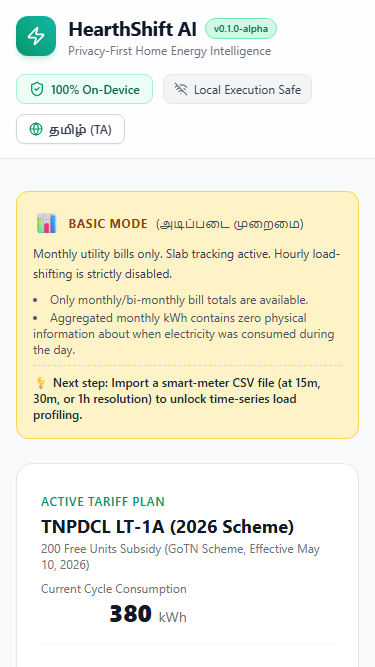 HearthShift AI v0.1.0-alpha
Privacy-First Home Energy Intelligence
100% On-Device
Local Execution Safe
தமிழ் (TA)
BASIC MODE (அடிப்படை முறைமை)
Monthly utility bills only. Slab tracking active. Hourly load-
shifting is strictly disabled.
• Only monthly/bi-monthly bill totals are available.
• Aggregated monthly kWh contains zero physical
information about when electricity was consumed during
the day.
Next step: Import a smart-meter CSV file (at 15m,
30m, or 1h resolution) to unlock time-series load
profiling.
ACTIVE TARIFF PLAN
TNPDCL LT-1A (2026 Scheme)
200 Free Units Subsidy (GoTN Scheme, Effective May
10, 2026)
Current Cycle Consumption
380 kWh